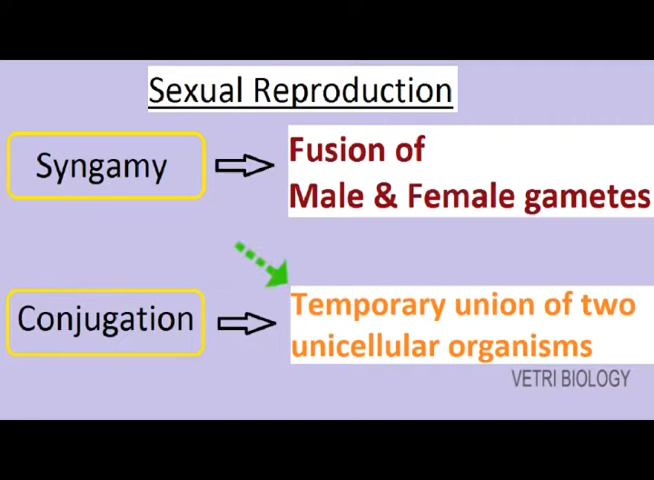 Sexual Reproduction
Syngamy
Fusion of
Male & Female gametes
Conjugation
Temporary union of two
unicellular organisms
VETRI BIOLOGY